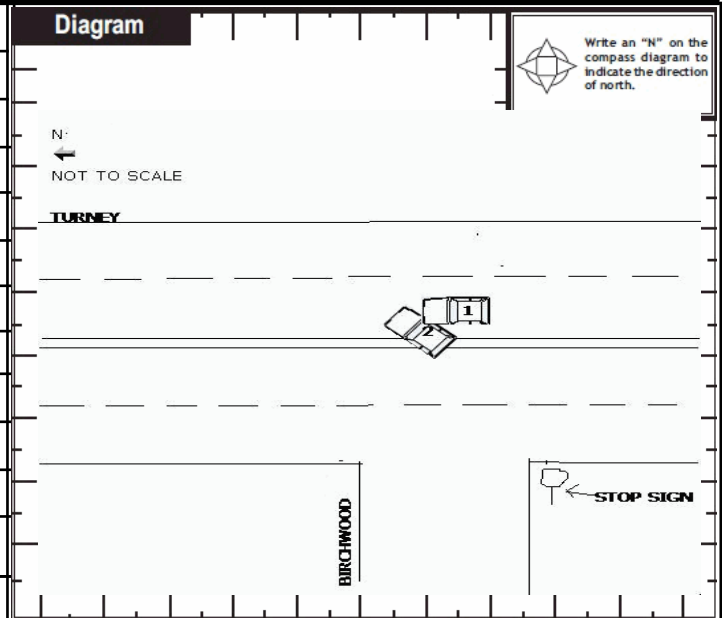 Diagram
Write an “N” on the
compass diagram to
indicate the direction
of north.
N
NOT TO SCALE
TURNEY
1
2
STOP SIGN
BIRCHWOOD